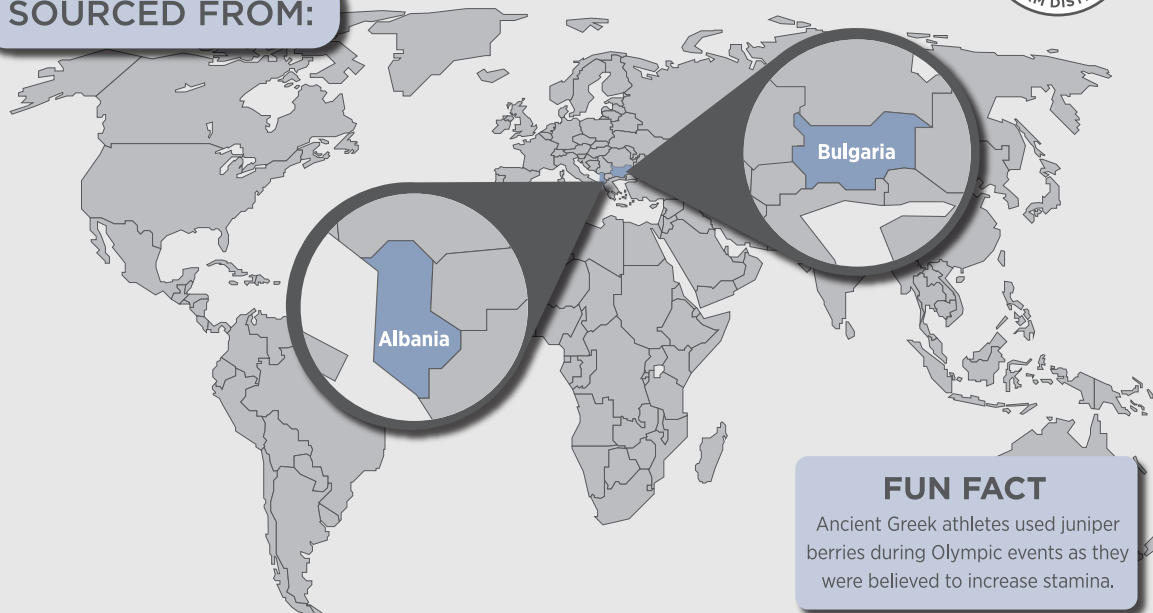 SOURCED FROM:
Bulgaria
Albania
FUN FACT
Ancient Greek athletes used juniper
berries during Olympic events as they
were believed to increase stamina.